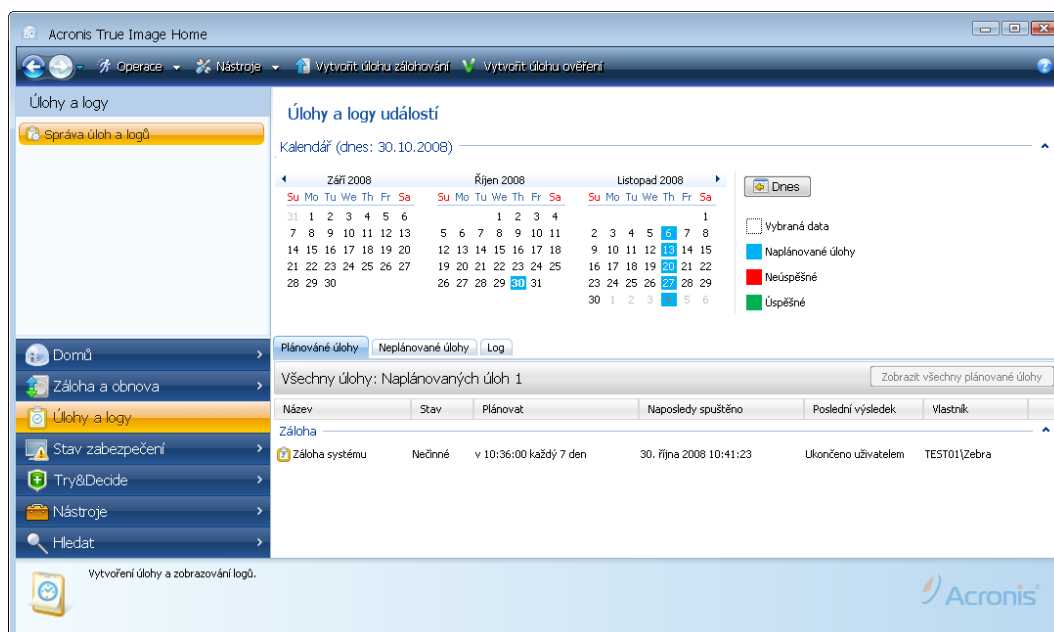 Acronis True Image Home
Operace Nástroje Vytvořit úlohu zálohování Vytvořit úlohu ověření
Úlohy a logy
Správa úloh a logů
Úlohy a logy událostí
Kalendář (dnes: 30.10.2008)
Září 2008 Říjen 2008 Listopad 2008
Su Mo Tu We Th Fr Sa Su Mo Tu We Th Fr Sa Su Mo Tu We Th Fr Sa
31 1 2 3 4 5 6 1 2 3 4 1
7 8 9 10 11 12 13 5 6 7 8 9 10 11 2 3 4 5 6 7 8
14 15 16 17 18 19 20 12 13 14 15 16 17 18 9 10 11 12 13 14 15
21 22 23 24 25 26 27 19 20 21 22 23 24 25 16 17 18 19 20 21 22
28 29 30 26 27 28 29 30 31 23 24 25 26 27 28 29
30 1 2 3 4 5 6
Dnes
Vybraná data
Naplánované úlohy
Neúspěšné
Úspěšné
Plánováné úlohy Neplánované úlohy Log
Všechny úlohy: Naplánovaných úloh 1 Zobrazit všechny plánované úlohy
Název Stav Plánovat Naposledy spuštěno Poslední výsledek Vlastník
Záloha
Záloha systému Nečinné v 10:36:00 každý 7 den 30. října 2008 10:41:23 Ukončeno uživatelem TEST01\Zebra
Domů
Záloha a obnova
Úlohy a logy
Stav zabezpečení
Try&Decide
Nástroje
Hledat
Vytvoření úlohy a zobrazování logů.
Acronis